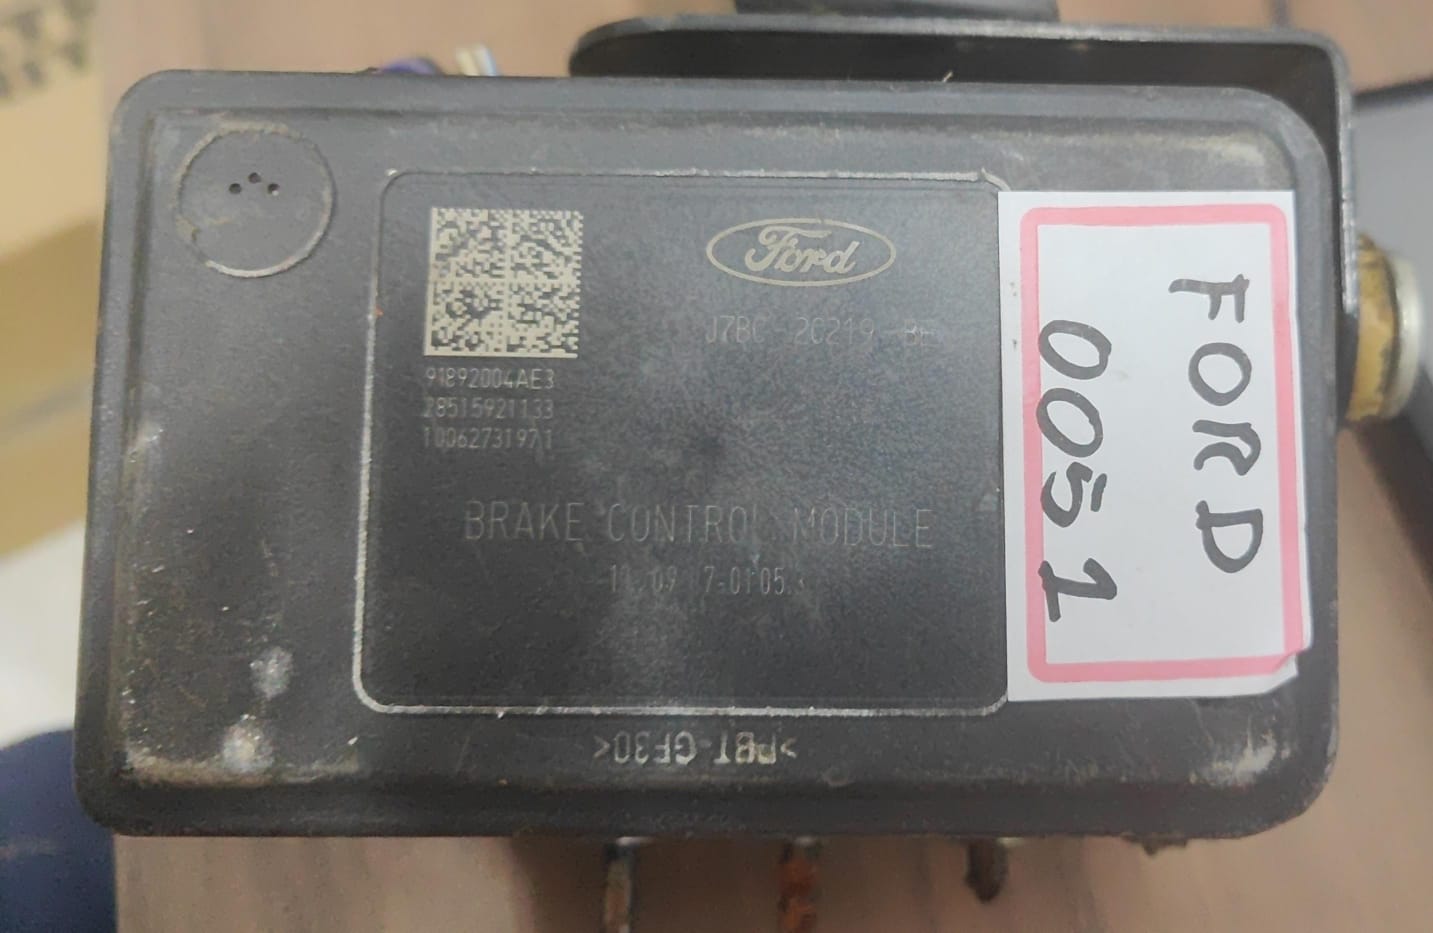 Ford
J7BC-2C219-BE
91892004AE3
28515921133
10062731971
BRAKE CONTROL MODULE
>PBT-GF30<
FORD
0051